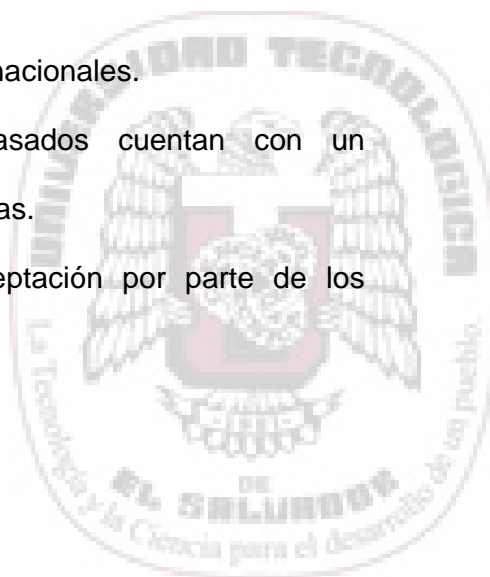 nacionales.
asados cuentan con un
as.
eptación por parte de los
UNIVERSIDAD TECNOLOGICA
La Tecnología y la Ciencia para el desarrollo de un pueblo.
DE
EL SALVADOR